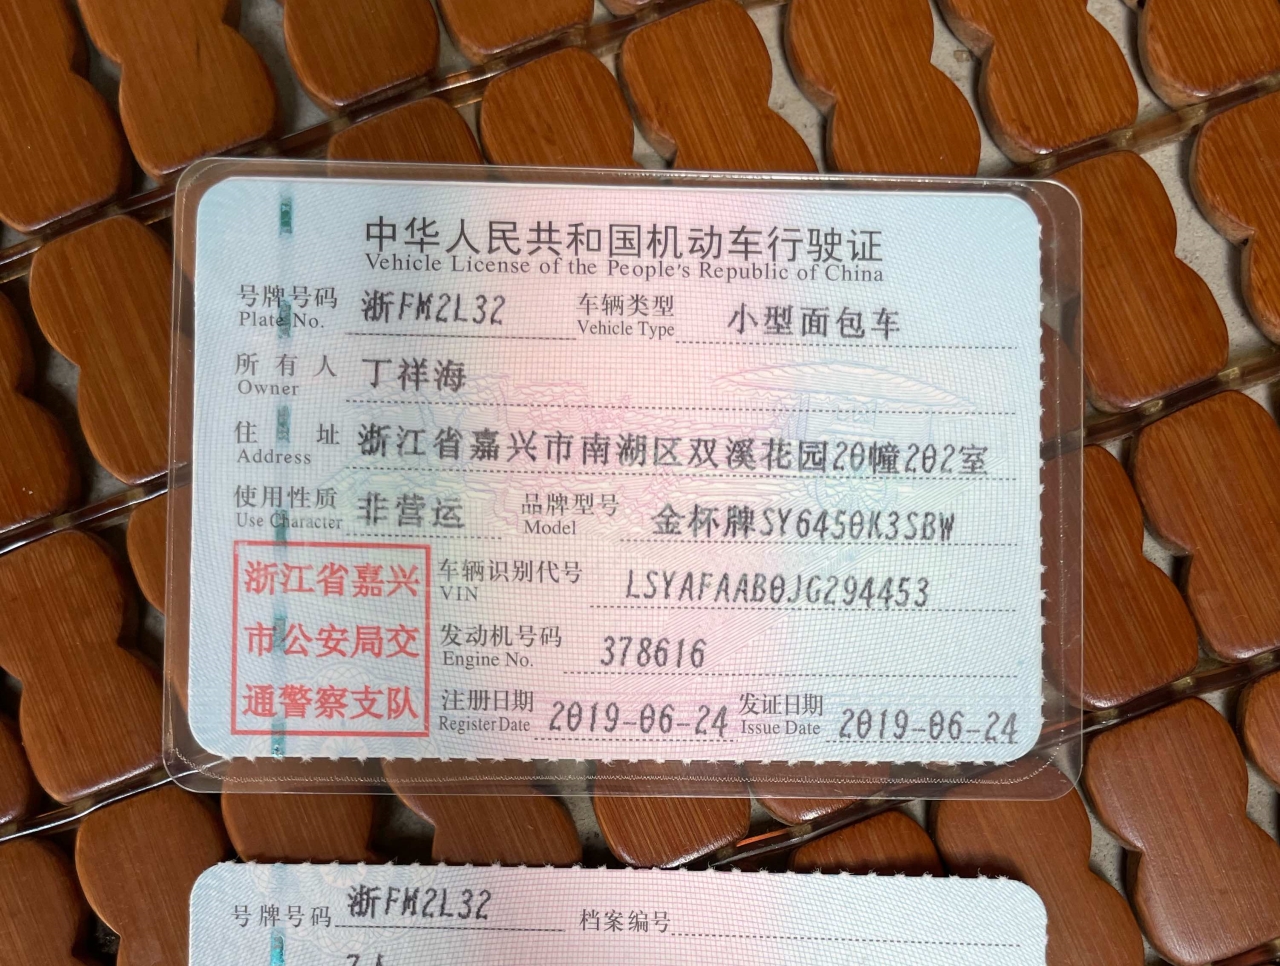 中华人民共和国机动车行驶证
Vehicle License of the People's Republic of China
号牌号码 浙FM2L32 车辆类型 小型面包车
Plate No. Vehicle Type
所有人 丁祥海
Owner
住址 浙江省嘉兴市南湖区双溪花园20幢202室
Address
使用性质 非营运 品牌型号 金杯牌SY6450K3SBW
Use Character Model
浙江省嘉兴
市公安局交
通警察支队
车辆识别代号 LSYAFAAB0JG294453
VIN
发动机号码 378616
Engine No.
注册日期 2019-06-24 发证日期 2019-06-24
Register Date Issue Date
号牌号码 浙FM2L32 档案编号
7人